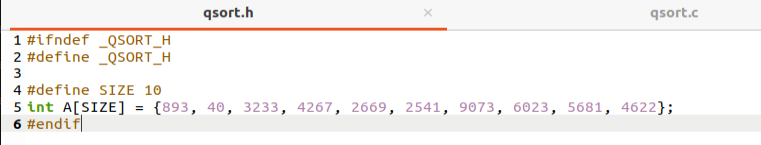 qsort.h × qsort.c
1 #ifndef _QSORT_H
2 #define _QSORT_H
3
4 #define SIZE 10
5 int A[SIZE] = {893, 40, 3233, 4267, 2669, 2541, 9073, 6023, 5681, 4622};
6 #endif